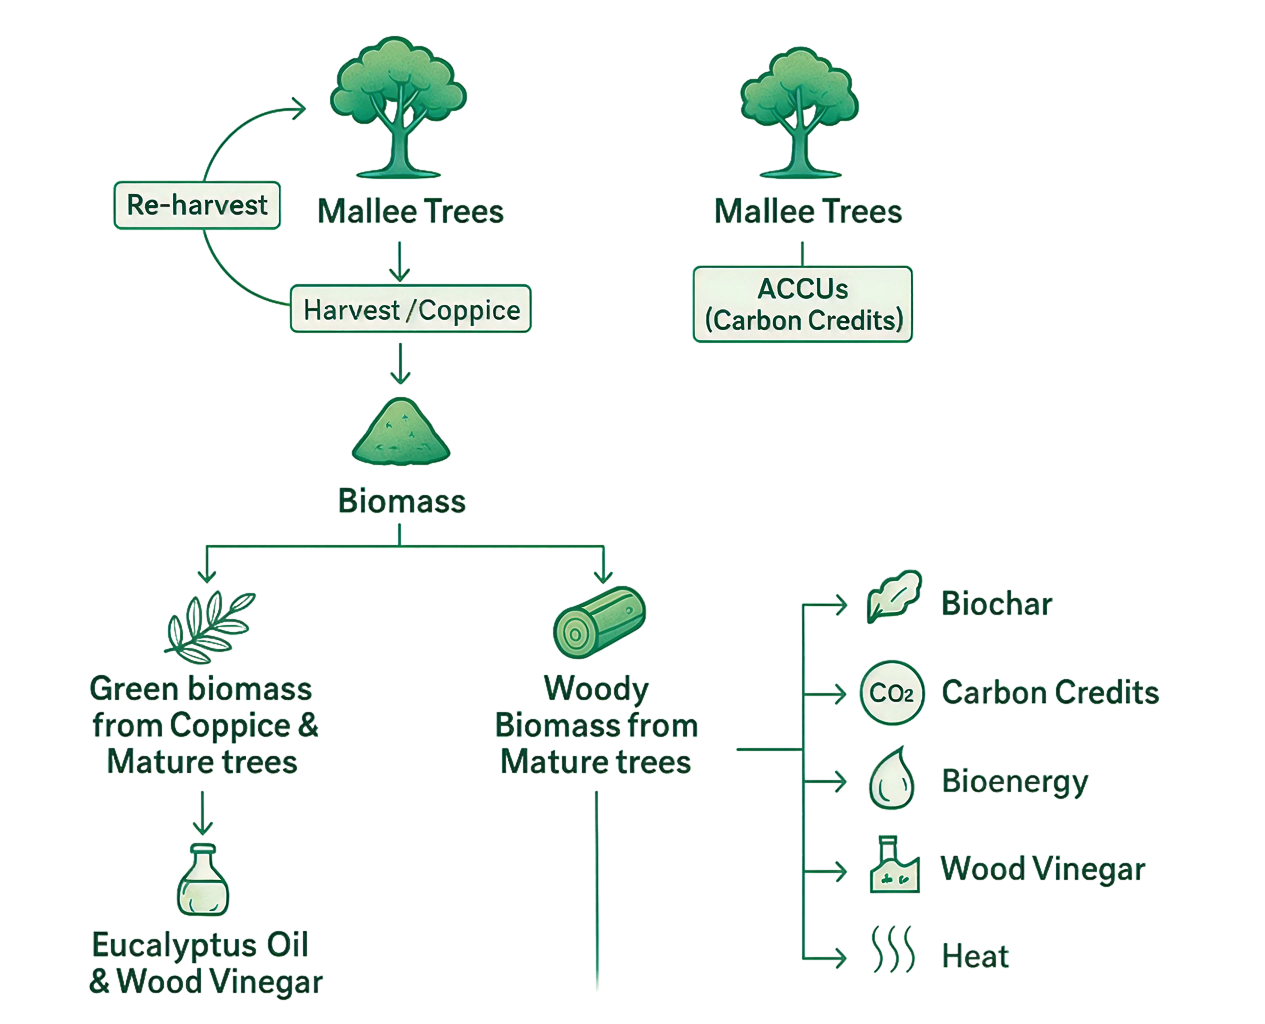 Re-harvest
Mallee Trees
Harvest /Coppice
Biomass
Green biomass
from Coppice &
Mature trees
Eucalyptus Oil
& Wood Vinegar
Woody
Biomass from
Mature trees
Mallee Trees
ACCUs
(Carbon Credits)
Biochar
CO₂
Carbon Credits
Bioenergy
Wood Vinegar
Heat